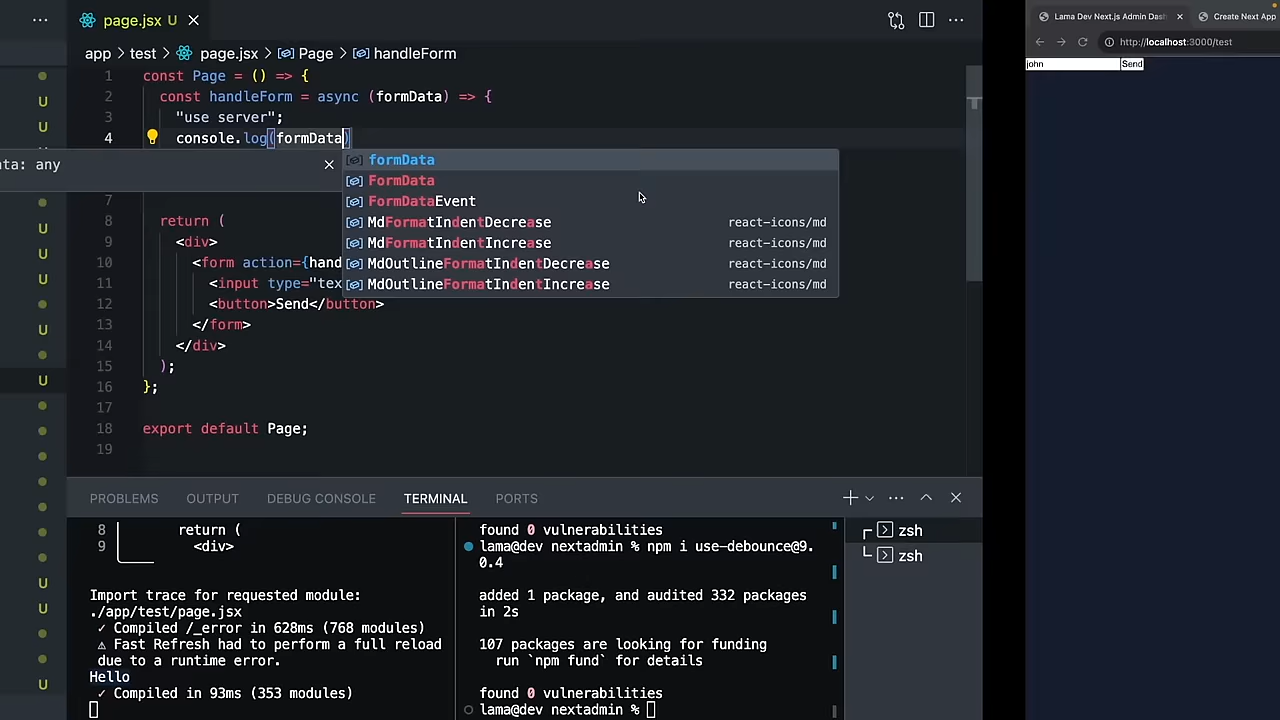 page.jsx U
app > test > page.jsx > Page > handleForm
1 const Page = () => {
2 const handleForm = async (formData) => {
3 "use server";
4 console.log(formData)
ata: any
formData
FormData
FormDataEvent
MdFormatIndentDecrease react-icons/md
MdFormatIndentIncrease react-icons/md
MdOutlineFormatIndentDecrease react-icons/md
MdOutlineFormatIndentIncrease react-icons/md
7
8 return (
9 <div>
10 <form action={hand
11 <input type="tex
12 <button>Send</button>
13 </form>
14 </div>
15 );
16 };
17
18 export default Page;
19
U
U
U
U
U
U
U
U
U
U
U
U
PROBLEMS OUTPUT DEBUG CONSOLE TERMINAL PORTS
8 return (
9 <div>
Import trace for requested module:
./app/test/page.jsx
✓ Compiled /_error in 628ms (768 modules)
⚠ Fast Refresh had to perform a full reload
due to a runtime error.
Hello
✓ Compiled in 93ms (353 modules)
found 0 vulnerabilities
lama@dev nextadmin % npm i use-debounce@9.
0.4
added 1 package, and audited 332 packages
in 2s
107 packages are looking for funding
run `npm fund` for details
found 0 vulnerabilities
lama@dev nextadmin %
zsh
zsh
Lama Dev Next.js Admin Das
Create Next App
http://localhost:3000/test
john Send